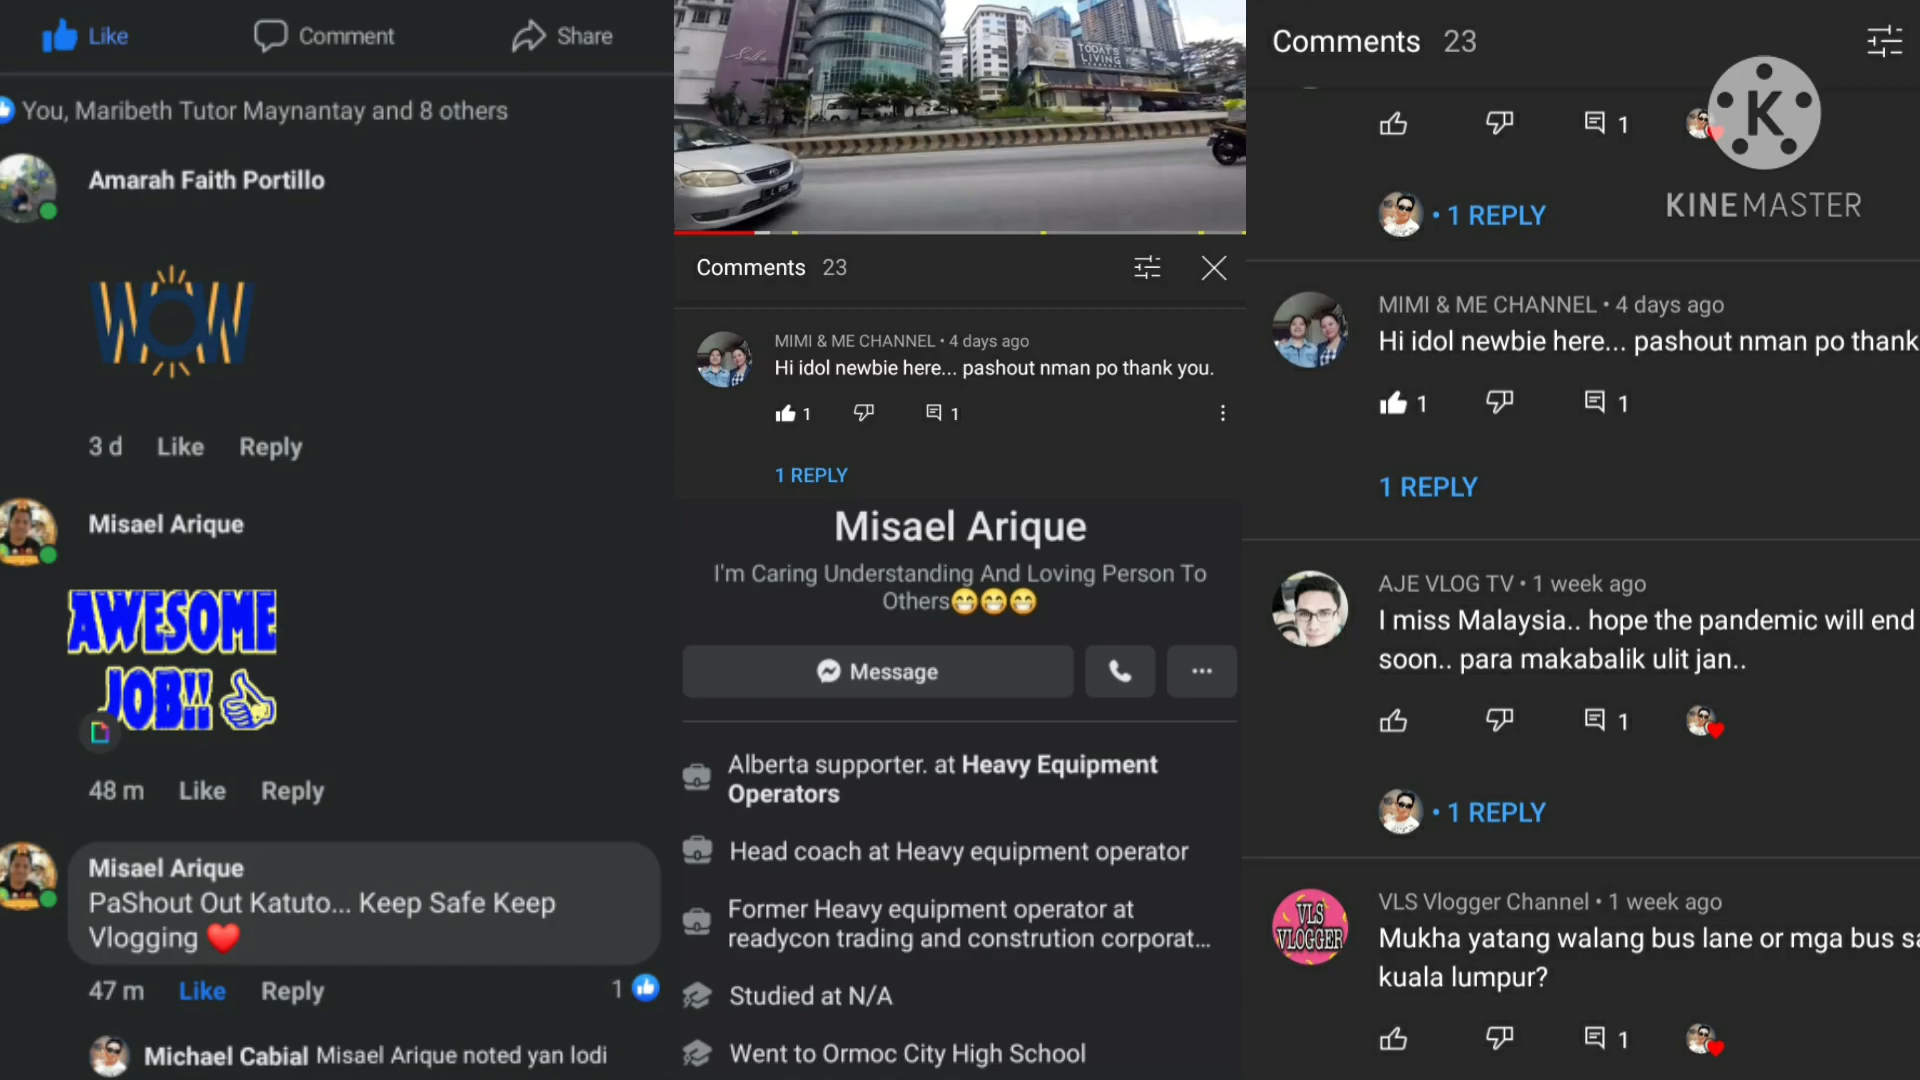 Like
Comment
Share
You, Maribeth Tutor Maynantay and 8 others
Amarah Faith Portillo
WOW
3 d Like Reply
Misael Arique
AWESOME
JOB!!
48 m Like Reply
Misael Arique
PaShout Out Katuto... Keep Safe Keep
Vlogging
47 m Like Reply 1
Michael Cabial Misael Arique noted yan lodi
TODAY'S
LIVING
Comments 23
MIMI & ME CHANNEL • 4 days ago
Hi idol newbie here... pashout nman po thank you.
1 1
1 REPLY
Misael Arique
I'm Caring Understanding And Loving Person To
Others
Message
Alberta supporter. at Heavy Equipment
Operators
Head coach at Heavy equipment operator
Former Heavy equipment operator at
readycon trading and constrution corporat...
Studied at N/A
Went to Ormoc City High School
Comments 23
1
K
KINEMASTER
• 1 REPLY
MIMI & ME CHANNEL • 4 days ago
Hi idol newbie here... pashout nman po thank
1 1
1 REPLY
AJE VLOG TV • 1 week ago
I miss Malaysia.. hope the pandemic will end
soon.. para makabalik ulit jan..
1
• 1 REPLY
VLS
VLOGGER
VLS Vlogger Channel • 1 week ago
Mukha yatang walang bus lane or mga bus sa
kuala lumpur?
1